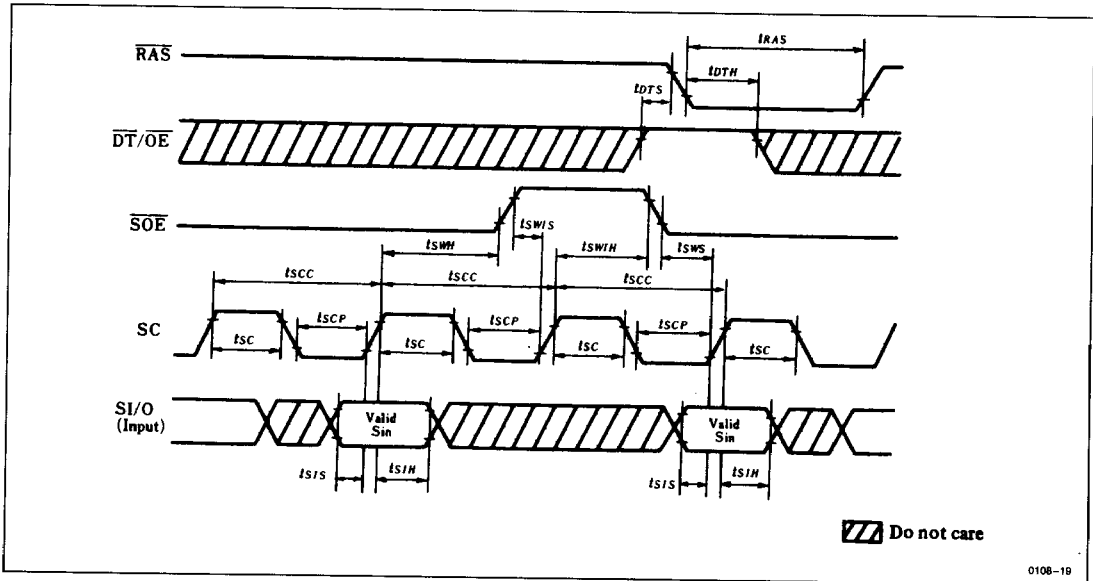 RAS
tRAS
tDTH
tDTS
DT/OE
SOE
tSWIS
tSWH
tSWIH
tSWS
tSCC
tSCC
tSCC
SC
tSCP
tSCP
tSCP
tSC
tSC
tSC
tSC
SI/O
(Input)
Valid
Sin
Valid
Sin
tSIS
tSIH
tSIS
tSIH
Do not care
0108-19